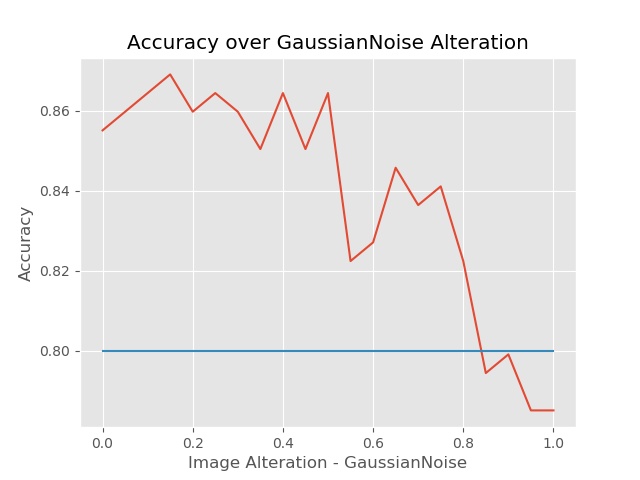 Accuracy over GaussianNoise Alteration
Accuracy
0.86
0.84
0.82
0.80
0.0 0.2 0.4 0.6 0.8 1.0
Image Alteration - GaussianNoise